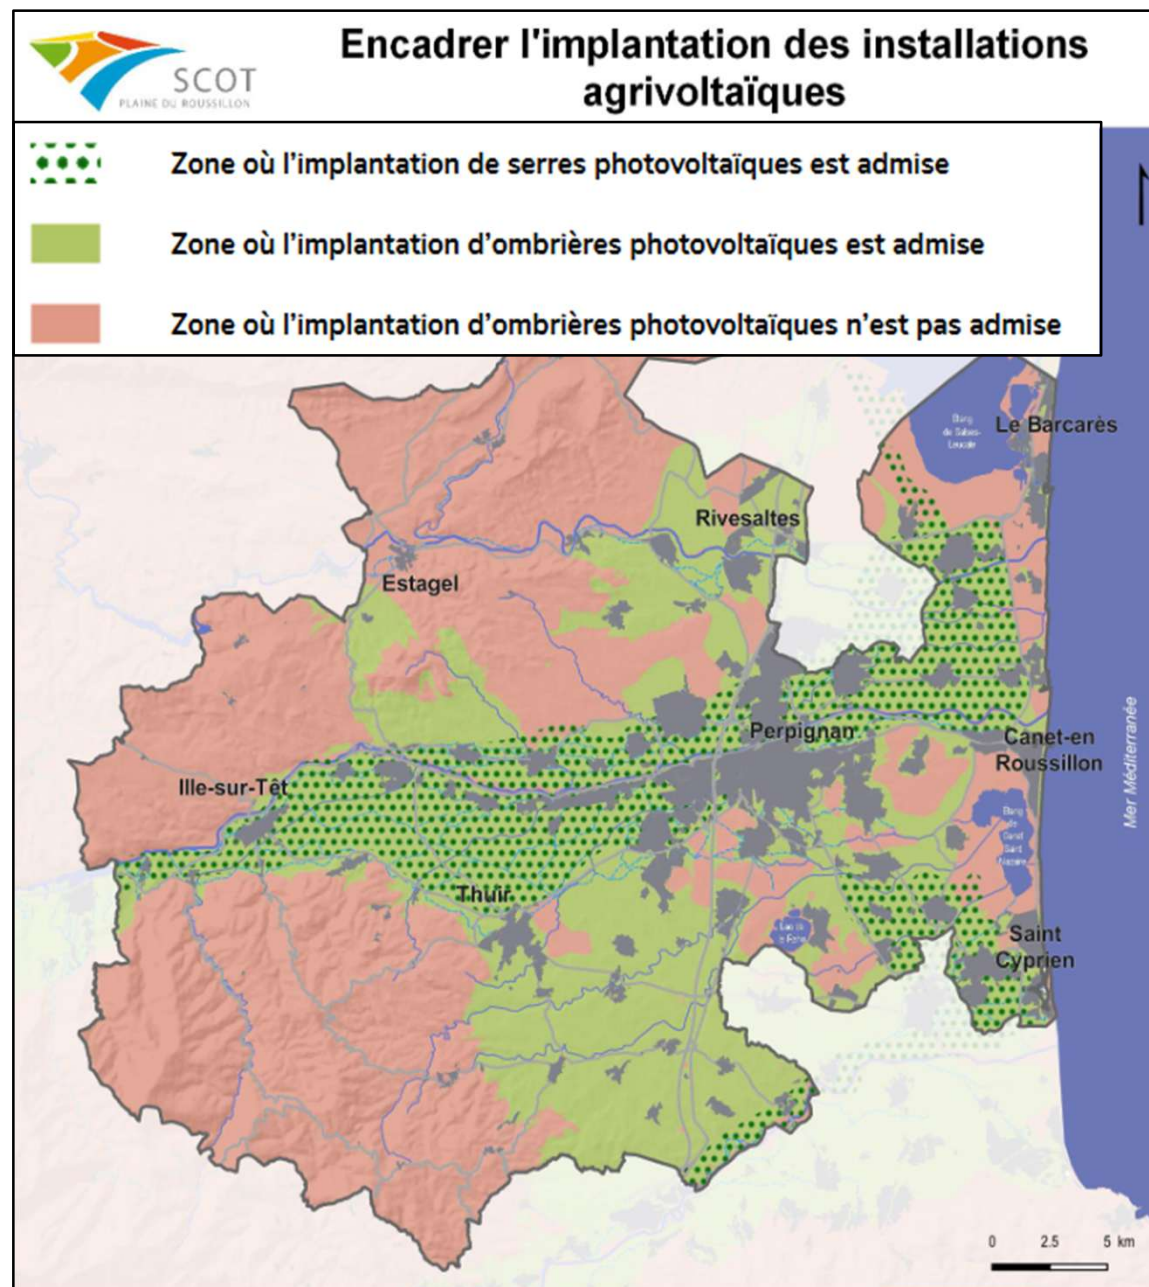 SCOT
PLAINE DU ROUSSILLON
Encadrer l'implantation des installations
agrivoltaïques
Zone où l’implantation de serres photovoltaïques est admise
Zone où l’implantation d’ombrières photovoltaïques est admise
Zone où l’implantation d’ombrières photovoltaïques n’est pas admise
Le Barcarès
Rivesaltes
Estagel
Mer Méditerranée
Perpignan
Canet-en
Roussillon
Ille-sur-Têt
Thuir
Saint
Cyprien
0 2.5 5 km